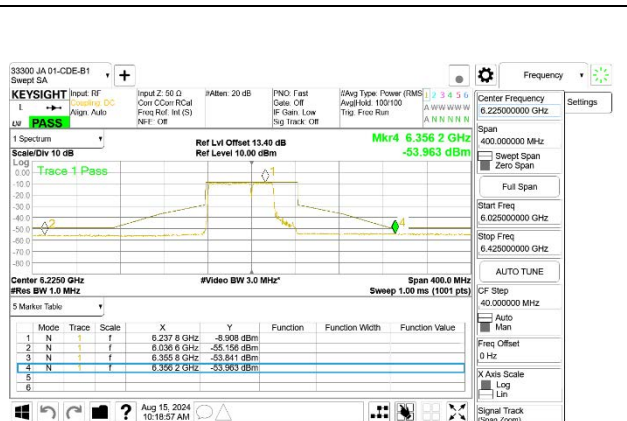 33300 JA 01-CDE-B1
Swept SA
Frequency
Settings
KEYSIGHT
L
PASS
Input: RF
Coupling: DC
Align: Auto
Input Z: 50 Ω
Corr CCorr RCal
Freq Ref: Int (S)
NFE: Off
#Atten: 20 dB
PNO: Fast
Gate: Off
IF Gain: Low
Sig Track: Off
#Avg Type: Power (RMS)
Avg|Hold: 100/100
Trig: Free Run
1 2 3 4 5 6
A W W W W W
A N N N N N
1 Spectrum
Scale/Div 10 dB
Log
Ref Lvl Offset 13.40 dB
Ref Level 10.00 dBm
Mkr4 6.356 2 GHz
-53.963 dBm
Trace 1 Pass
0.00
-10.0
-20.0
-30.0
-40.0
-50.0
-60.0
-70.0
-80.0
1
2
4
Center 6.2250 GHz
#Res BW 1.0 MHz
#Video BW 3.0 MHz*
Span 400.0 MHz
Sweep 1.00 ms (1001 pts)
5 Marker Table
Mode Trace Scale X Y Function Function Width Function Value
1 N 1 f 6.237 8 GHz -8.908 dBm
2 N 1 f 6.036 6 GHz -55.156 dBm
3 N 1 f 6.355 8 GHz -53.841 dBm
4 N 1 f 6.356 2 GHz -53.963 dBm
5
6
Aug 15, 2024
10:18:57 AM
Center Frequency
6.225000000 GHz
Span
400.000000 MHz
Swept Span
Zero Span
Full Span
Start Freq
6.025000000 GHz
Stop Freq
6.425000000 GHz
AUTO TUNE
CF Step
40.000000 MHz
Auto
Man
Freq Offset
0 Hz
X Axis Scale
Log
Lin
Signal Track
(Span Zoom)